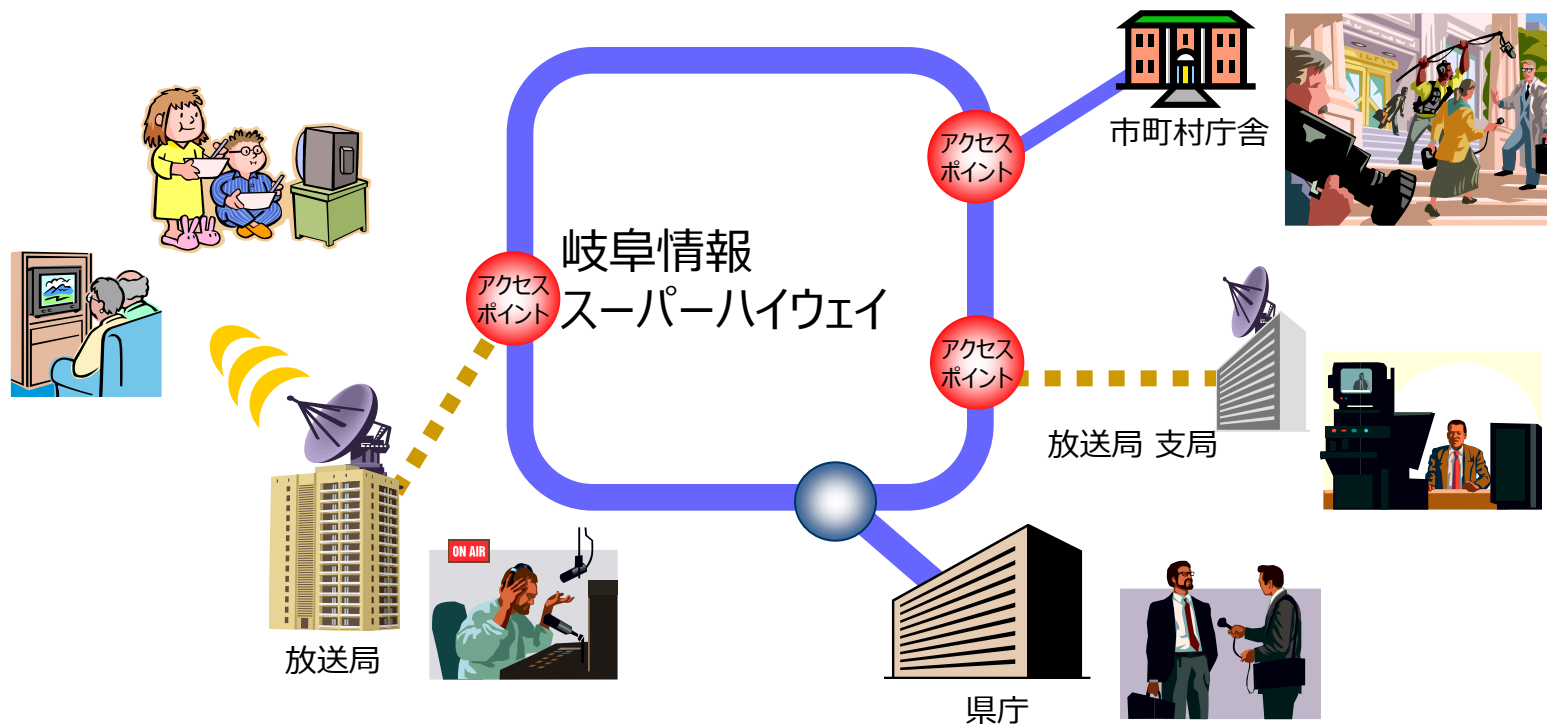 アクセス
ポイント
市町村庁舎
岐阜情報
スーパーハイウェイ
アクセス
ポイント
アクセス
ポイント
放送局 支局
ON AIR
放送局
県庁